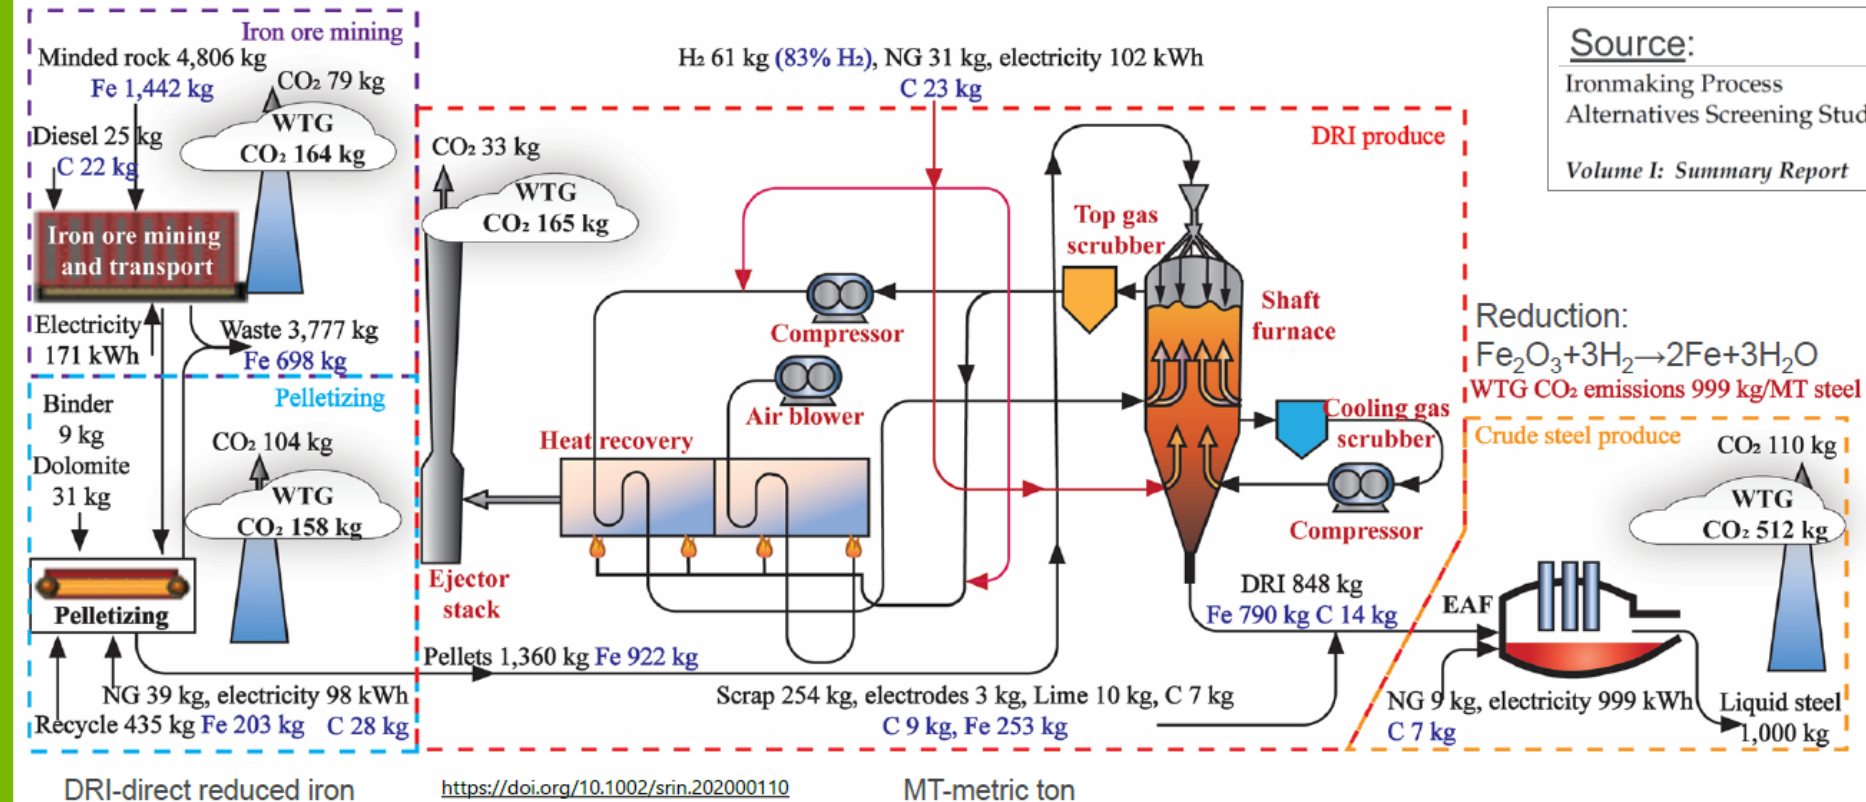 Iron ore mining
Minded rock 4,806 kg
Fe 1,442 kg
CO₂ 79 kg
WTG
CO₂ 164 kg
Diesel 25 kg
C 22 kg
Iron ore mining
and transport
Electricity
171 kWh
Waste 3,777 kg
Fe 698 kg
Pelletizing
Binder
9 kg
Dolomite
31 kg
CO₂ 104 kg
WTG
CO₂ 158 kg
Pelletizing
NG 39 kg, electricity 98 kWh
Recycle 435 kg Fe 203 kg C 28 kg
H₂ 61 kg (83% H₂), NG 31 kg, electricity 102 kWh
C 23 kg
DRI produce
CO₂ 33 kg
WTG
CO₂ 165 kg
Top gas
scrubber
Compressor
Shaft
furnace
Air blower
Heat recovery
Cooling gas
scrubber
Compressor
Ejector
stack
DRI 848 kg
Fe 790 kg C 14 kg
Pellets 1,360 kg Fe 922 kg
Scrap 254 kg, electrodes 3 kg, Lime 10 kg, C 7 kg
C 9 kg, Fe 253 kg
Source:
Ironmaking Process
Alternatives Screening Stud
Volume I: Summary Report
Reduction:
Fe₂O₃+3H₂→2Fe+3H₂O
WTG CO₂ emissions 999 kg/MT steel
Crude steel produce
CO₂ 110 kg
WTG
CO₂ 512 kg
EAF
NG 9 kg, electricity 999 kWh
C 7 kg
Liquid steel
1,000 kg
DRI-direct reduced iron
https://doi.org/10.1002/srin.202000110
MT-metric ton